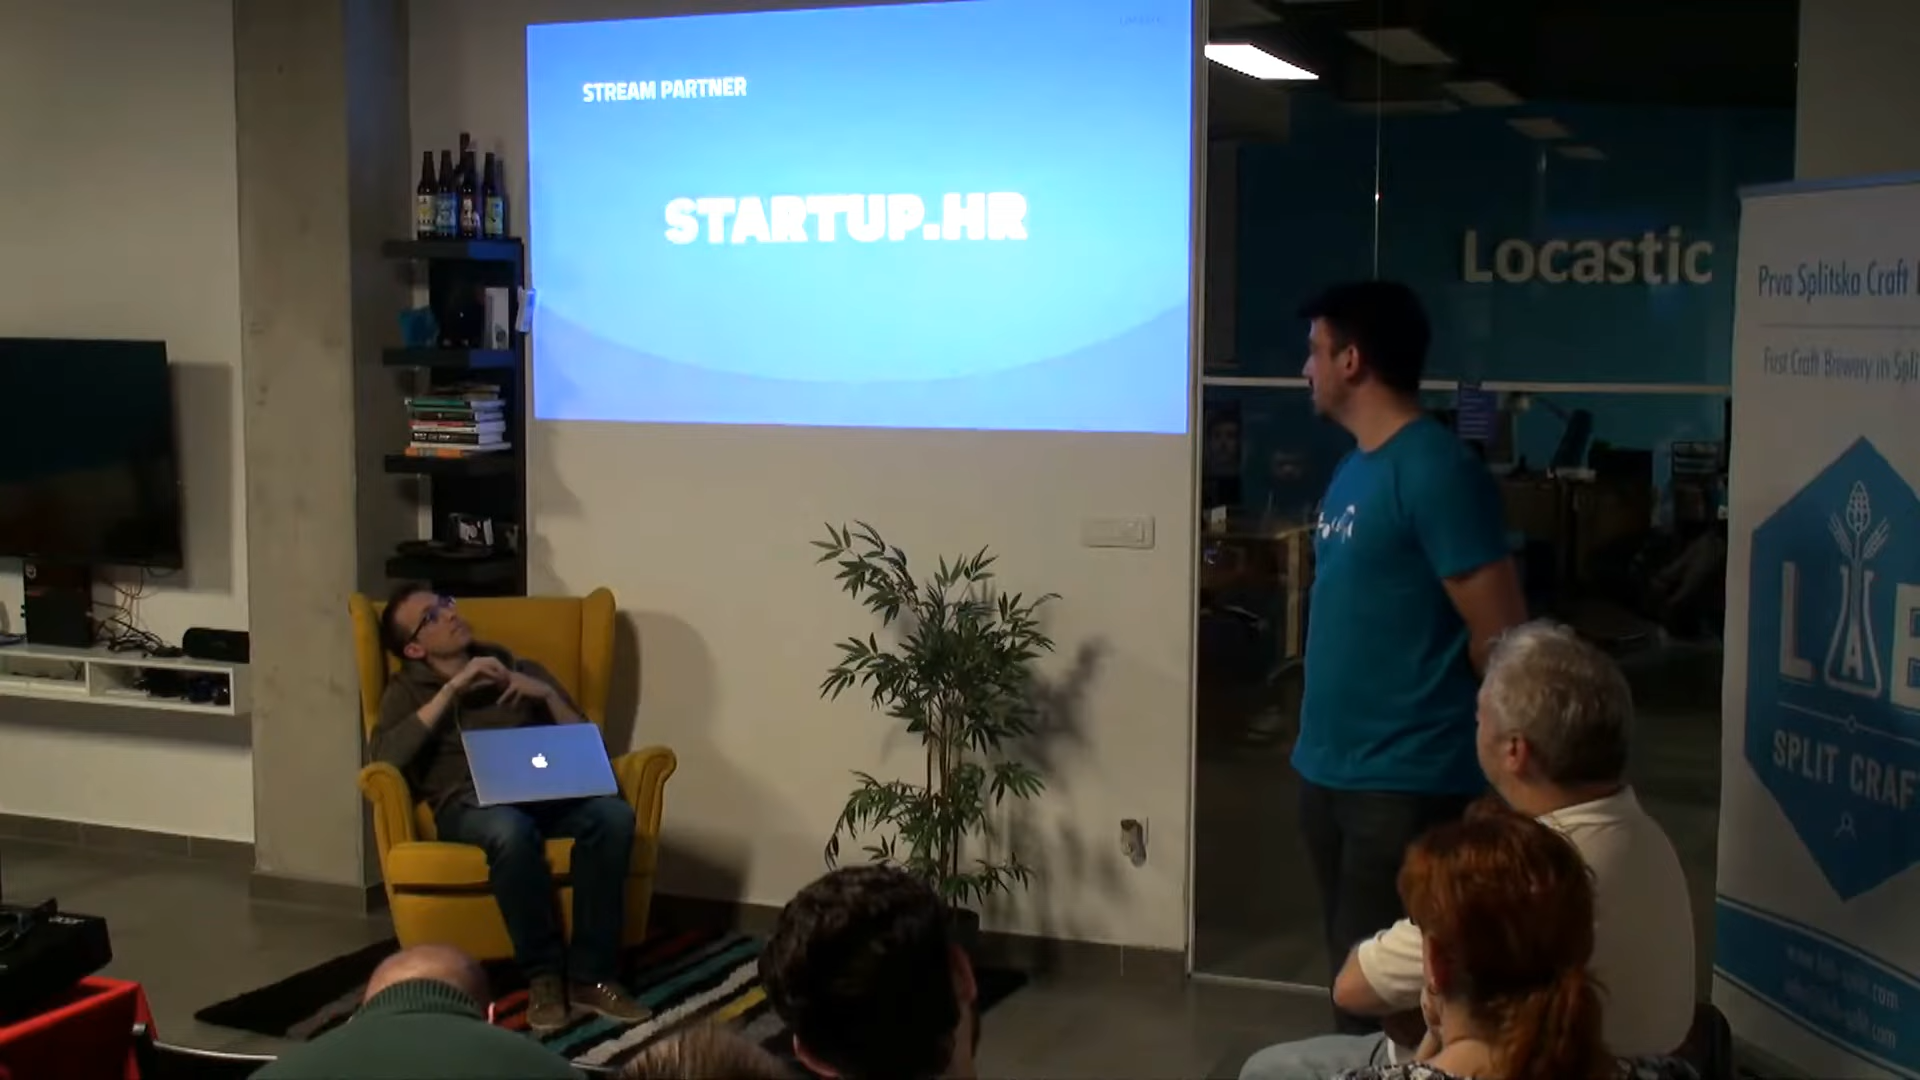 STREAM PARTNER
STARTUP.HR
Locastic
Prva Splitska Craft
First Craft Brewery in Spli
LAB
SPLIT CRAF